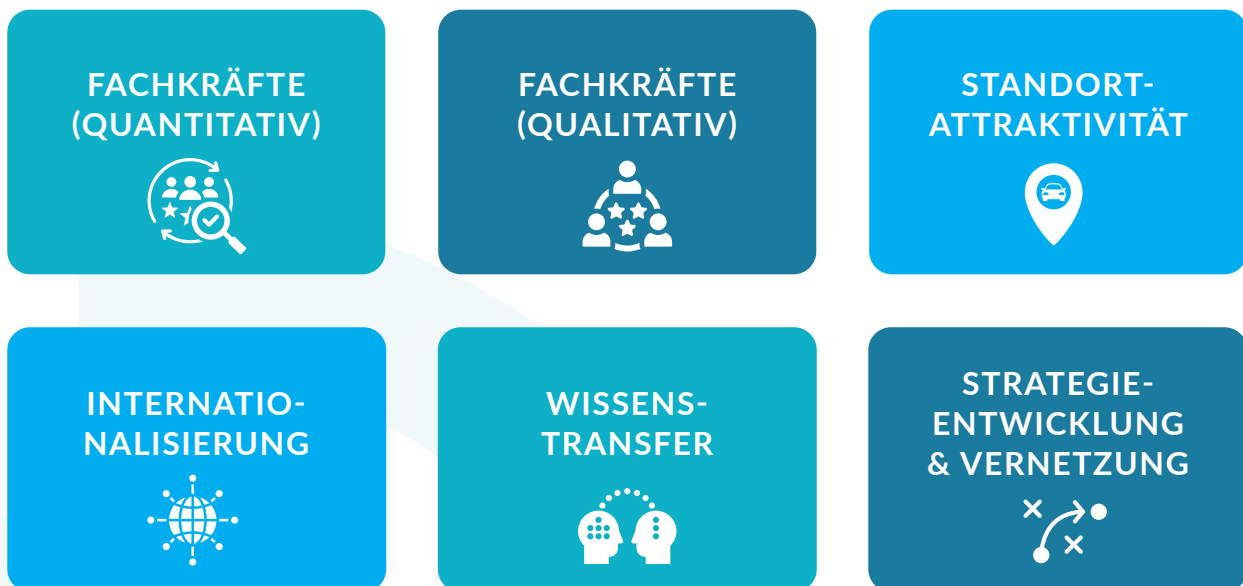 FACHKRÄFTE
(QUANTITATIV)
FACHKRÄFTE
(QUALITATIV)
STANDORT-
ATTRAKTIVITÄT
INTERNATIO-
NALISIERUNG
WISSENS-
TRANSFER
STRATEGIE-
ENTWICKLUNG
& VERNETZUNG